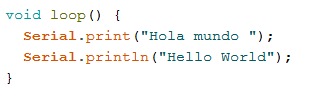 void loop() {
  Serial.print("Hola mundo ");
  Serial.println("Hello World");
}